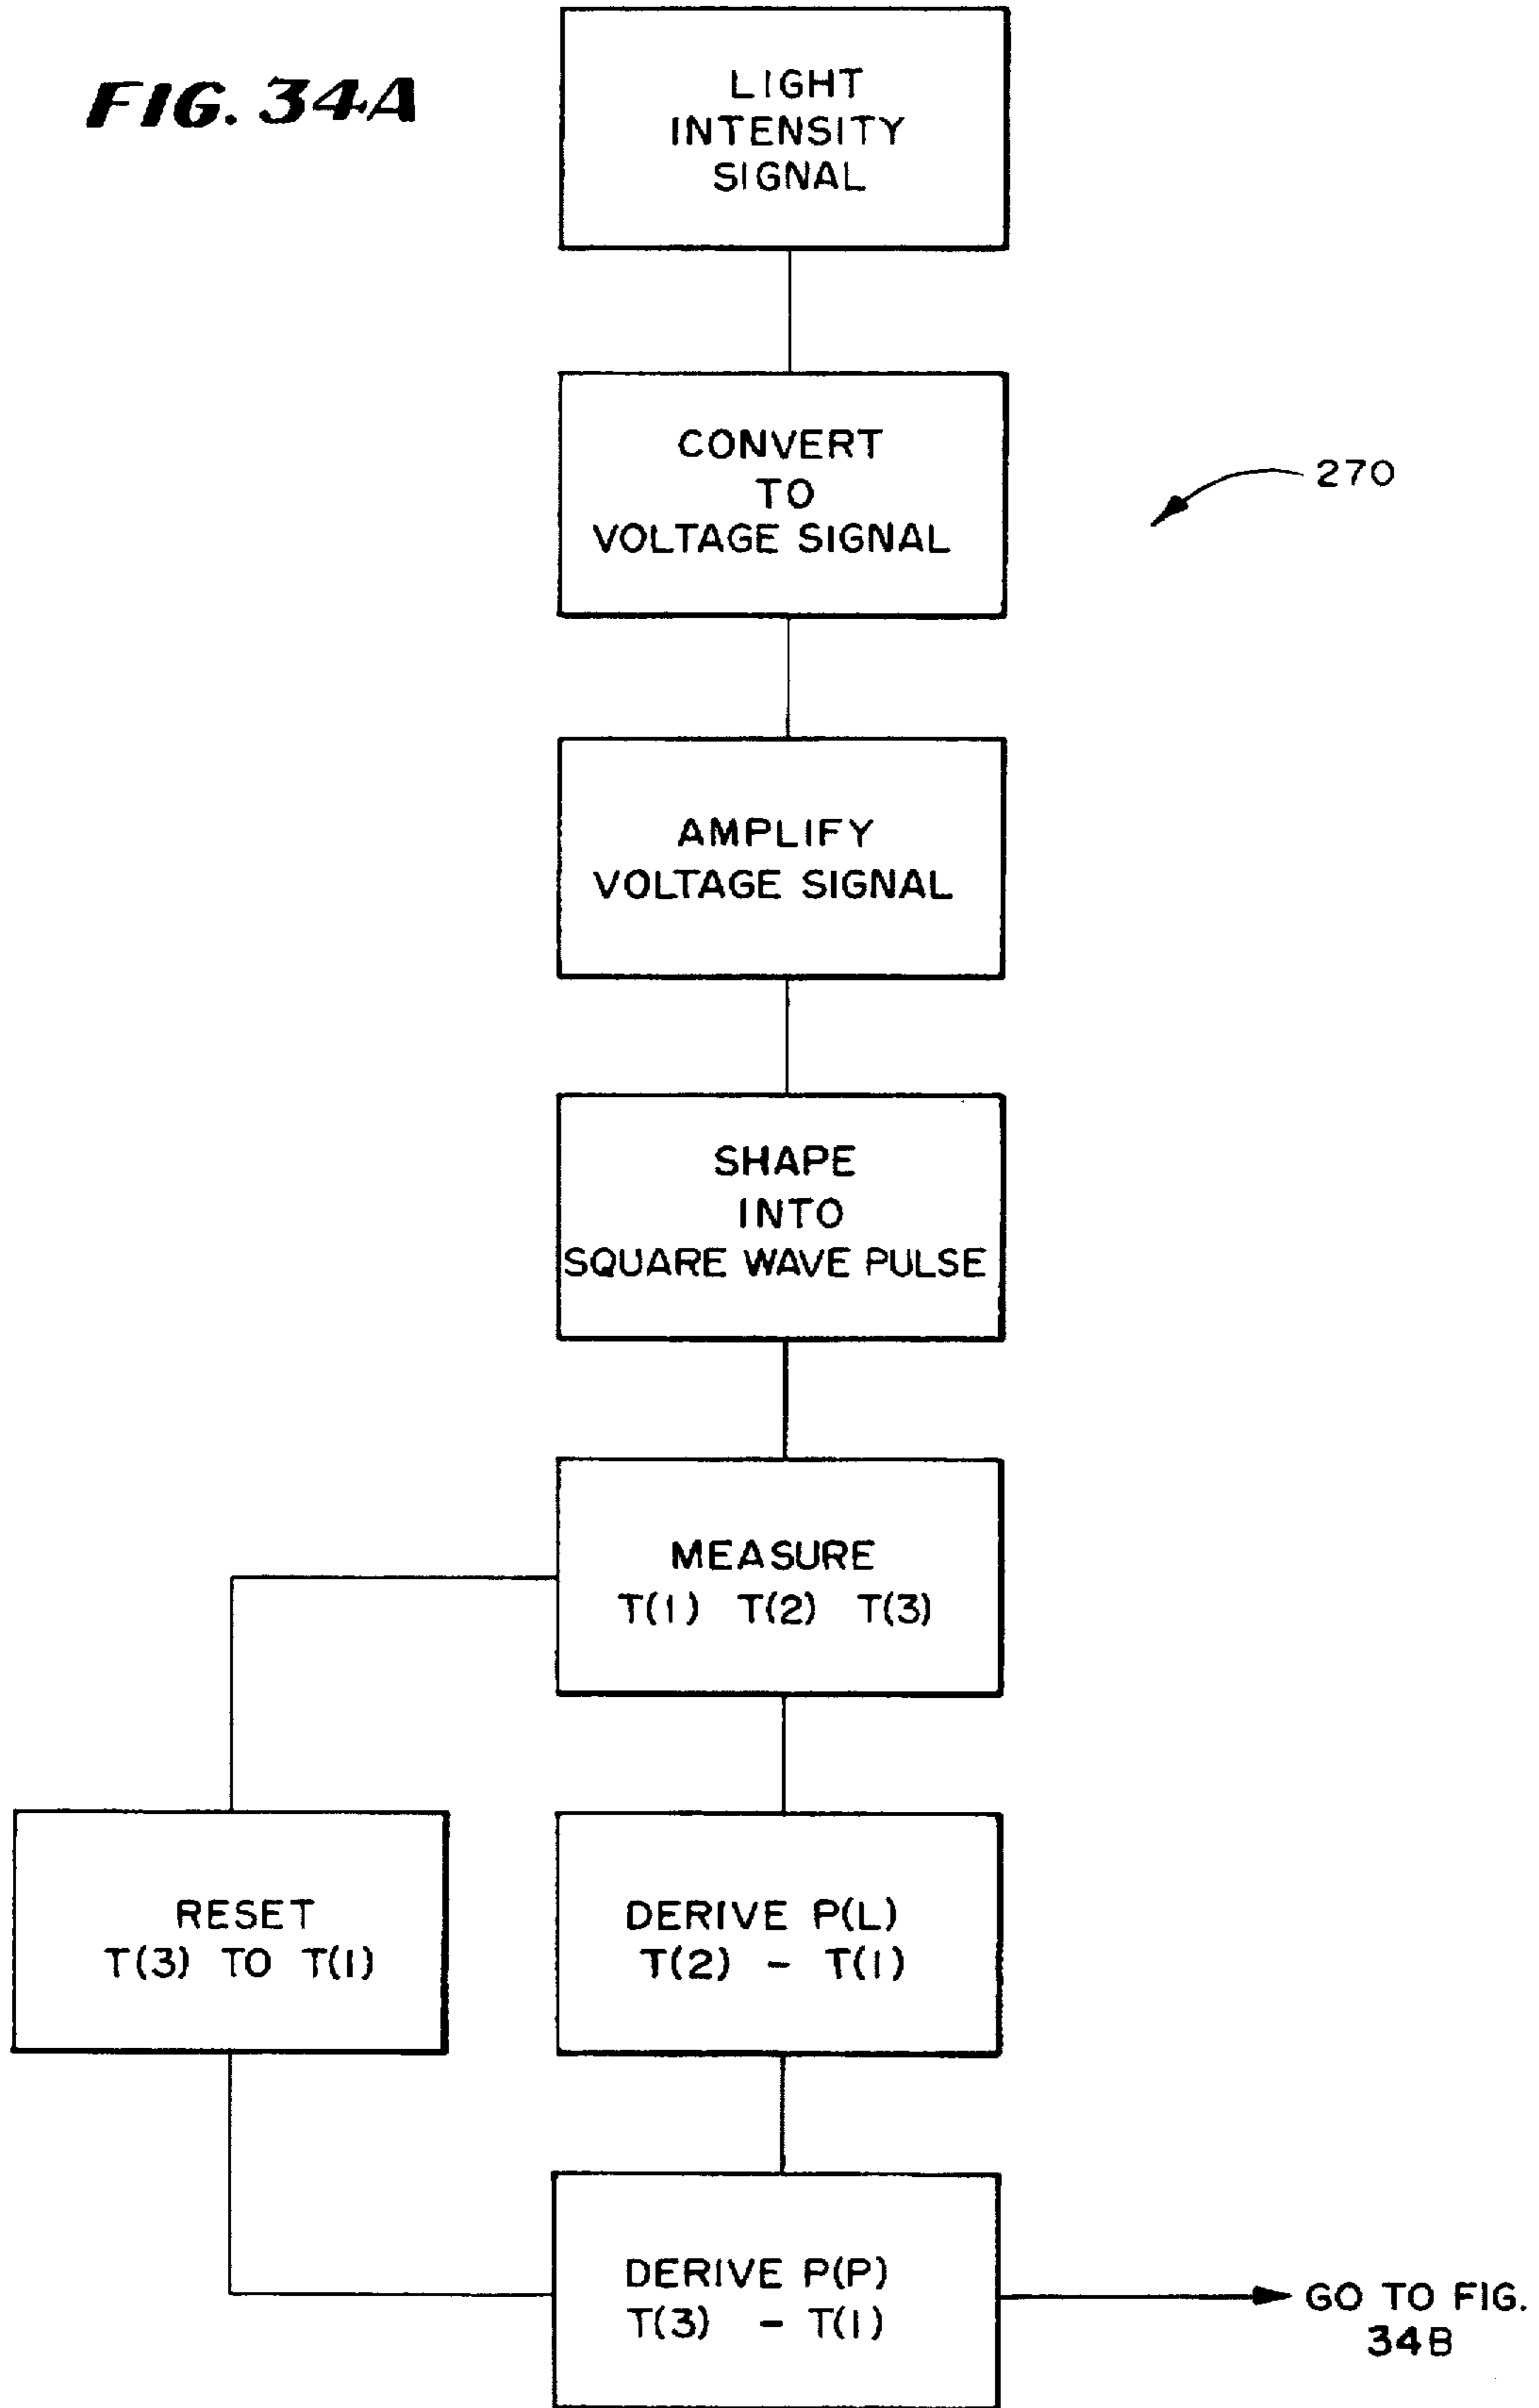 FIG. 34A
LIGHT
INTENSITY
SIGNAL
CONVERT
TO
VOLTAGE SIGNAL
270
AMPLIFY
VOLTAGE SIGNAL
SHAPE
INTO
SQUARE WAVE PULSE
MEASURE
T(1) T(2) T(3)
RESET
T(3) TO T(1)
DERIVE P(L)
T(2) - T(1)
DERIVE P(P)
T(3) - T(1)
GO TO FIG.
34B